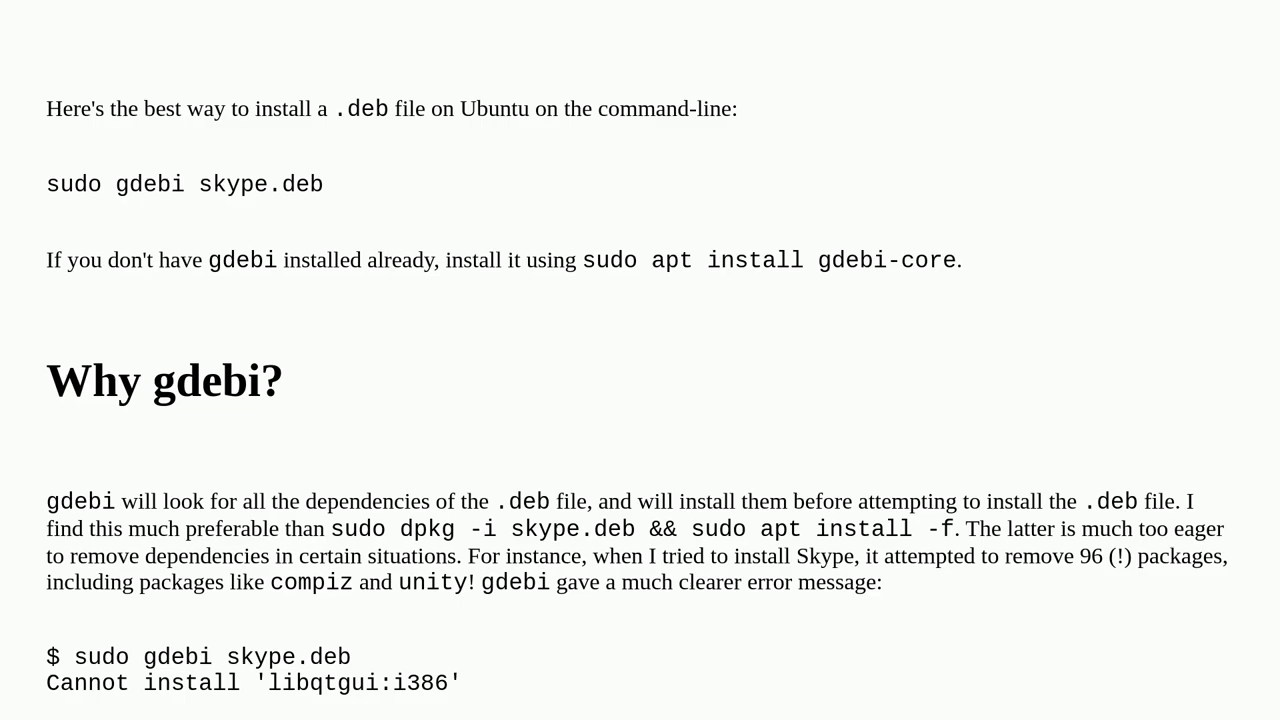 Here's the best way to install a .deb file on Ubuntu on the command-line:
sudo gdebi skype.deb
If you don't have gdebi installed already, install it using sudo apt install gdebi-core.
Why gdebi?
gdebi will look for all the dependencies of the .deb file, and will install them before attempting to install the .deb file. I
find this much preferable than sudo dpkg -i skype.deb && sudo apt install -f. The latter is much too eager
to remove dependencies in certain situations. For instance, when I tried to install Skype, it attempted to remove 96 (!) packages,
including packages like compiz and unity! gdebi gave a much clearer error message:
$ sudo gdebi skype.deb
Cannot install 'libqtgui:i386'